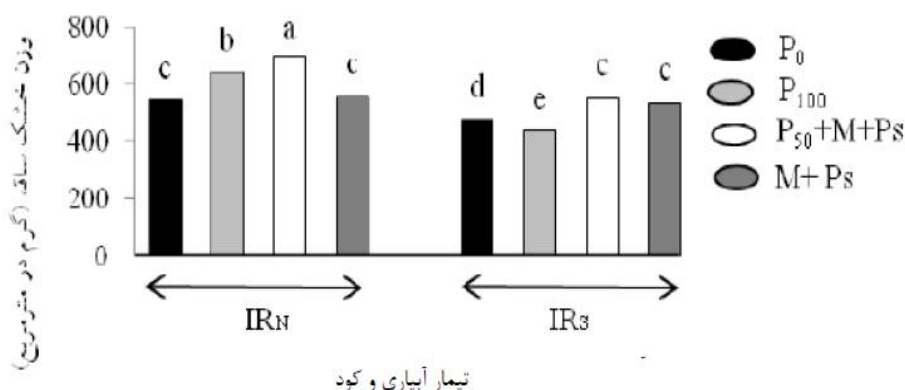 وزن خشک ساقه (گرم در مترمربع)
800
600
400
200
0
c
b
a
c
d
e
c
c
IRN
IR3
P0
P100
P50+M+Ps
M+ Ps
تیمار آبیاری و کود